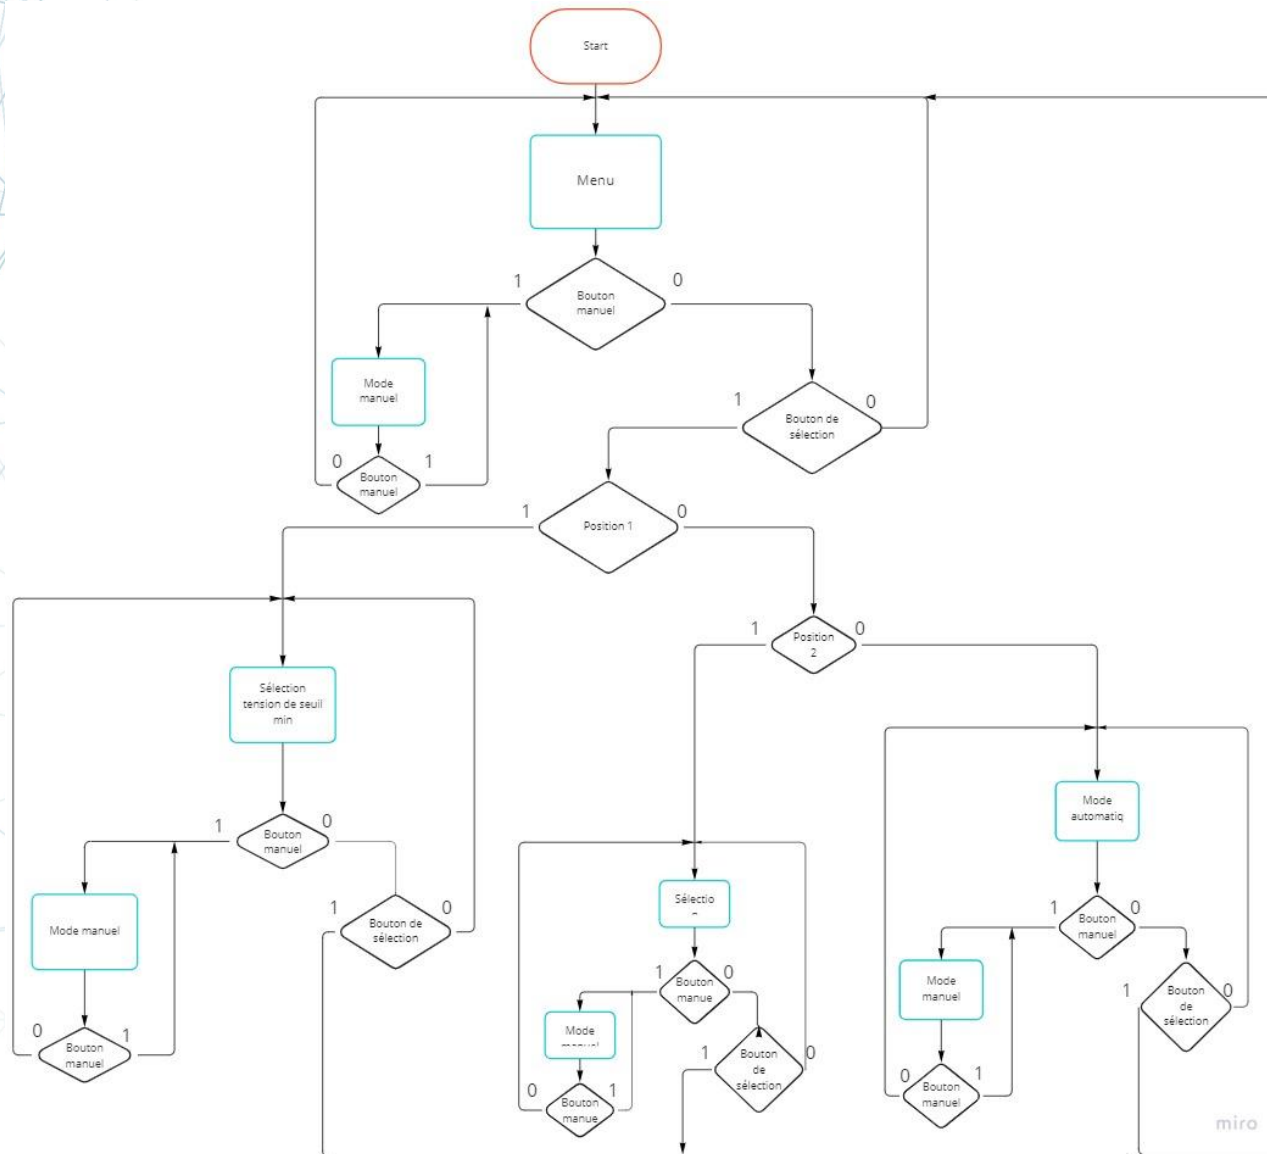 Start
Menu
1
0
Bouton
manuel
Mode
manuel
1
0
Bouton de
sélection
0
1
Bouton
manuel
1
0
Position 1
1
0
Position
2
Sélection
tension de seuil
min
Mode
automatiq
1
0
Bouton
manuel
Sélectio
1
0
Bouton
manuel
1
0
Bouton de
sélection
Mode manuel
1
0
Bouton
manue
Mode
manuel
1
0
Bouton
de
sélection
Mode
1
0
Bouton
de
sélection
0
1
Bouton
manuel
0
1
Bouton
manue
0
1
Bouton
manuel
miro